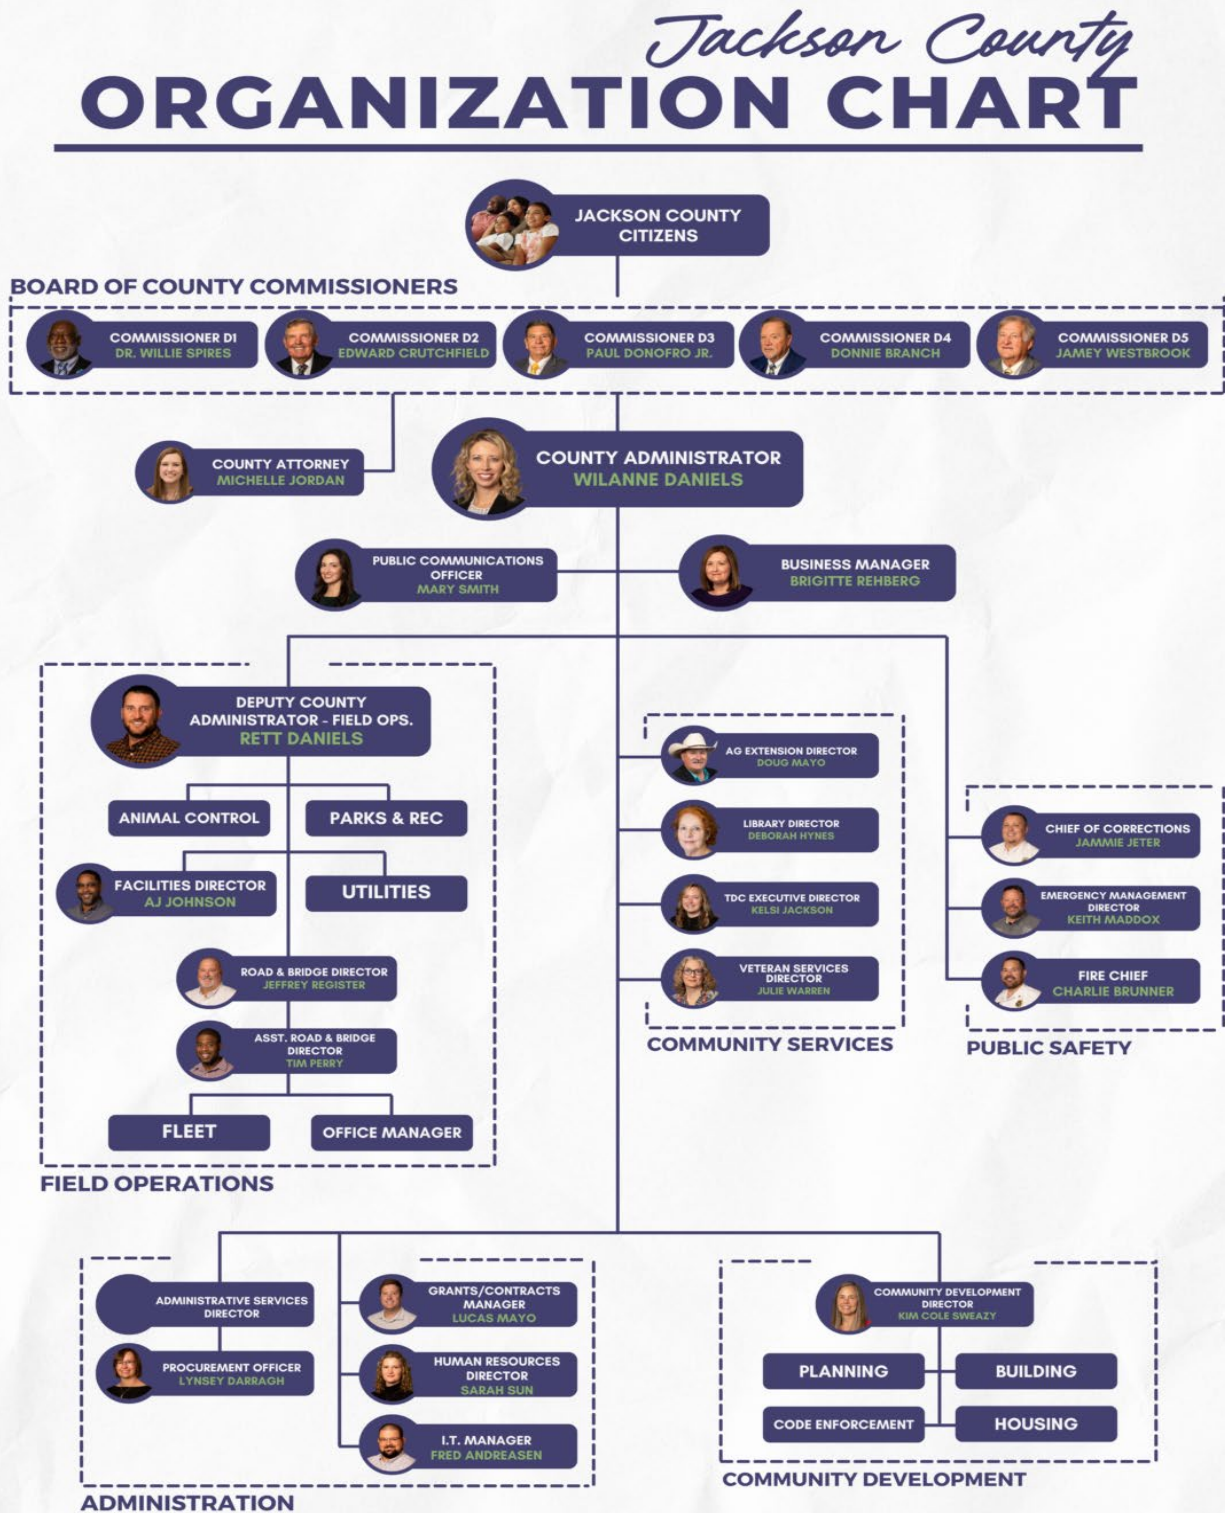 Jackson County
ORGANIZATION CHART
JACKSON COUNTY
CITIZENS
BOARD OF COUNTY COMMISSIONERS
COMMISSIONER D1
DR. WILLIE SPIRES
COMMISSIONER D2
EDWARD CRUTCHFIELD
COMMISSIONER D3
PAUL DONOFRO JR.
COMMISSIONER D4
DONNIE BRANCH
COMMISSIONER D5
JAMEY WESTBROOK
COUNTY ATTORNEY
MICHELLE JORDAN
COUNTY ADMINISTRATOR
WILANNE DANIELS
PUBLIC COMMUNICATIONS
OFFICER
MARY SMITH
BUSINESS MANAGER
BRIGITTE REHBERG
DEPUTY COUNTY
ADMINISTRATOR - FIELD OPS.
RETT DANIELS
ANIMAL CONTROL
PARKS & REC
FACILITIES DIRECTOR
AJ JOHNSON
UTILITIES
ROAD & BRIDGE DIRECTOR
JEFFREY REGISTER
ASST. ROAD & BRIDGE
DIRECTOR
TIM PERRY
FLEET
OFFICE MANAGER
FIELD OPERATIONS
AG EXTENSION DIRECTOR
DOUG MAYO
LIBRARY DIRECTOR
DEBORAH HYNES
TDC EXECUTIVE DIRECTOR
KELSI JACKSON
VETERAN SERVICES
DIRECTOR
JULIE WARREN
COMMUNITY SERVICES
CHIEF OF CORRECTIONS
JAMMIE JETER
EMERGENCY MANAGEMENT
DIRECTOR
KEITH MADDOX
FIRE CHIEF
CHARLIE BRUNNER
PUBLIC SAFETY
ADMINISTRATIVE SERVICES
DIRECTOR
PROCUREMENT OFFICER
LYNSEY DARRAGH
GRANTS/CONTRACTS
MANAGER
LUCAS MAYO
HUMAN RESOURCES
DIRECTOR
SARAH SUN
I.T. MANAGER
FRED ANDREASEN
ADMINISTRATION
COMMUNITY DEVELOPMENT
DIRECTOR
KIM COLE SWEAZY
PLANNING
BUILDING
CODE ENFORCEMENT
HOUSING
COMMUNITY DEVELOPMENT